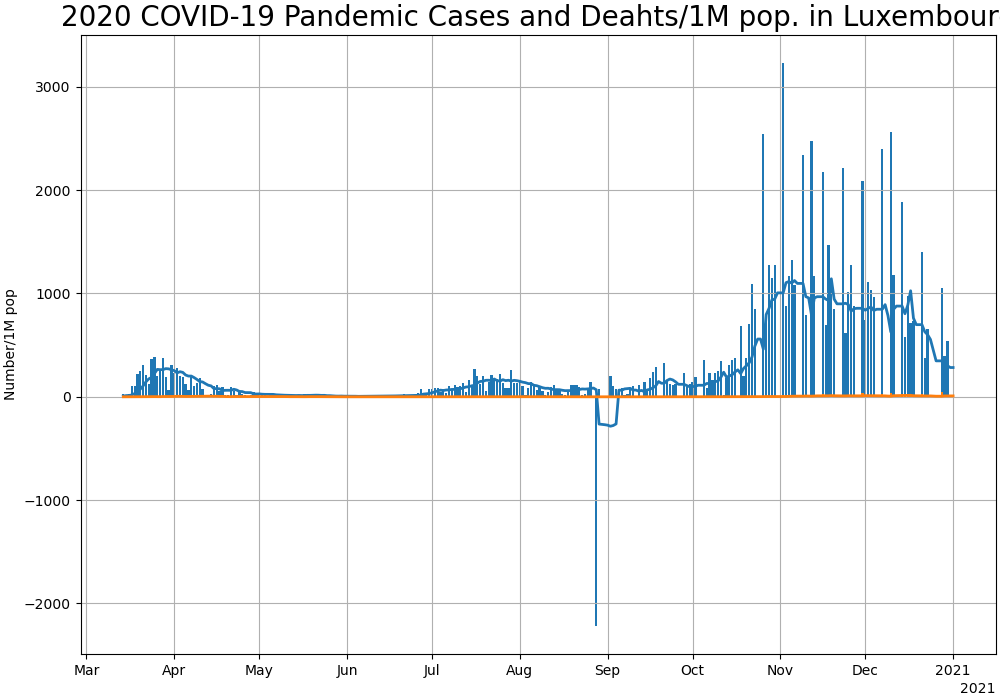 2020 COVID-19 Pandemic Cases and Deahts/1M pop. in Luxembour
Number/1M pop
3000
2000
1000
0
−1000
−2000
Mar Apr May Jun Jul Aug Sep Oct Nov Dec 2021
2021